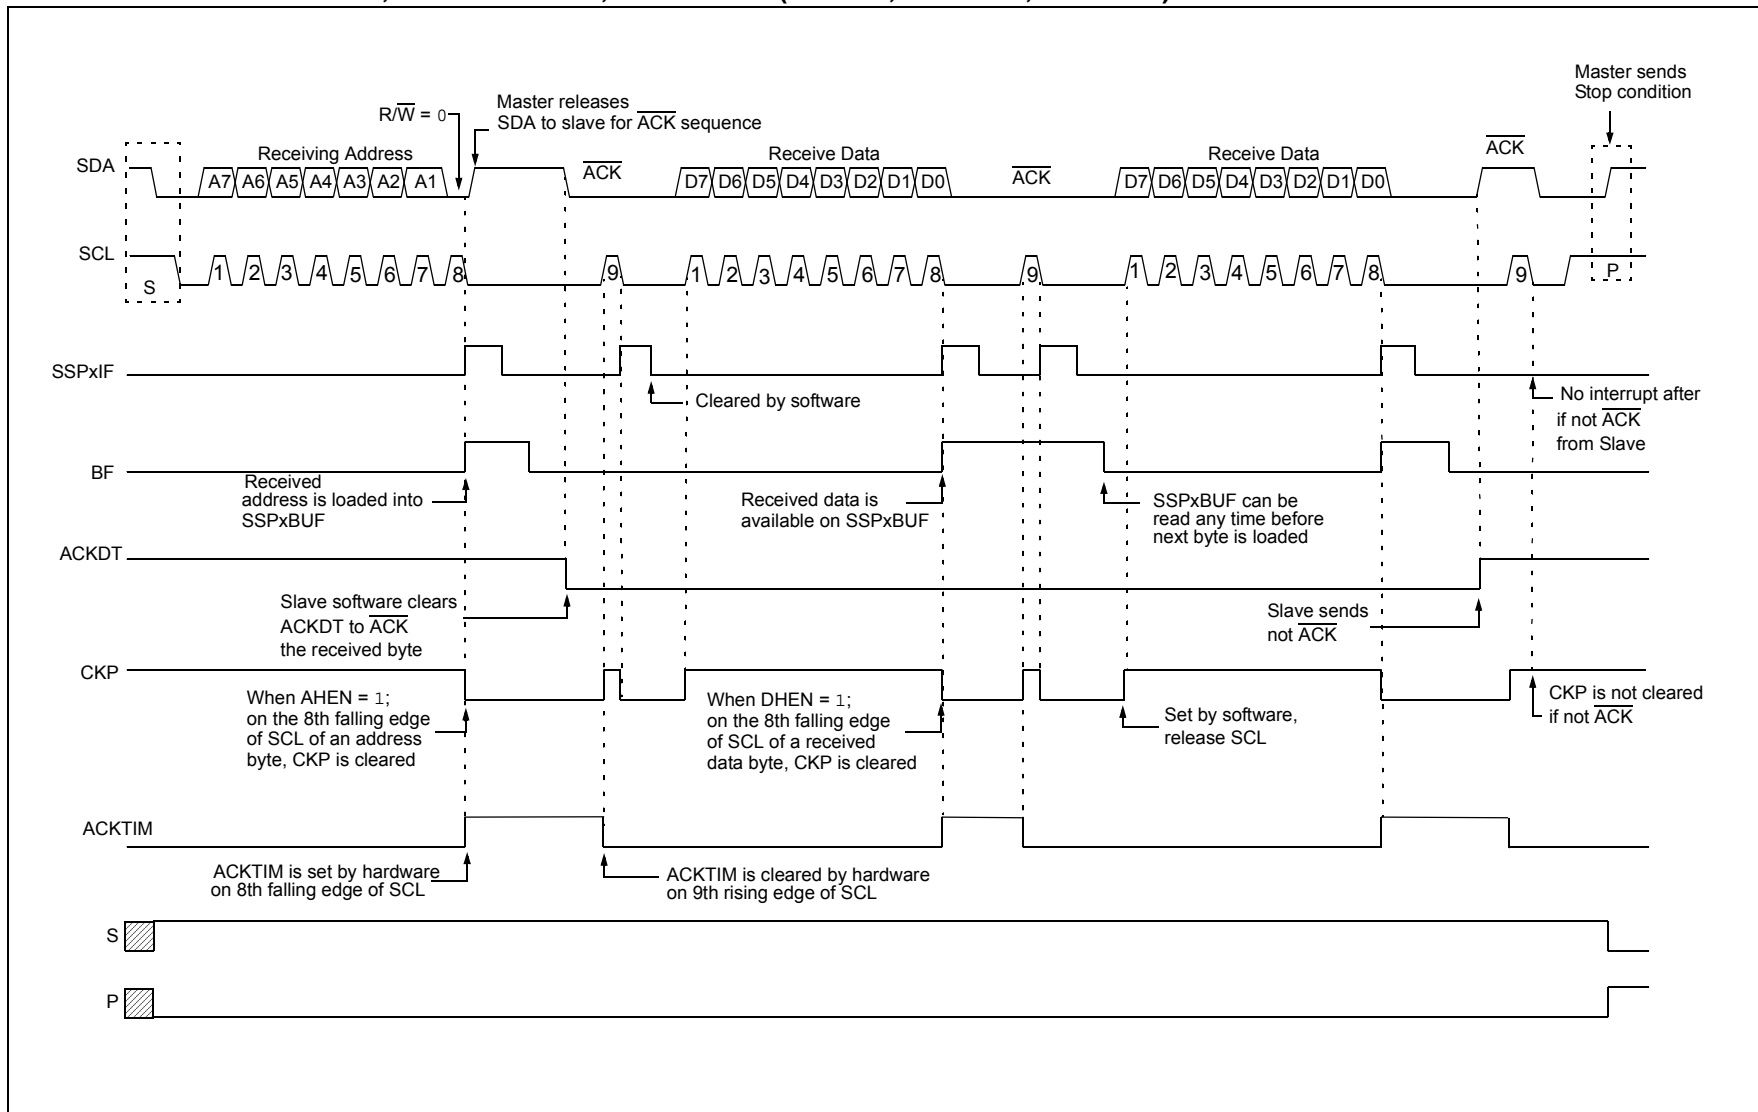 Master sends
Stop condition
R/W = 0
Master releases
SDA to slave for ACK sequence
SDA
Receiving Address
ACK
Receive Data
ACK
Receive Data
ACK
A7 A6 A5 A4 A3 A2 A1
D7 D6 D5 D4 D3 D2 D1 D0
D7 D6 D5 D4 D3 D2 D1 D0
SCL
S
1 2 3 4 5 6 7 8
9
1 2 3 4 5 6 7 8
9
1 2 3 4 5 6 7 8
9
P
SSPxIF
Cleared by software
No interrupt after
if not ACK
from Slave
BF
Received
address is loaded into
SSPxBUF
Received data is
available on SSPxBUF
SSPxBUF can be
read any time before
next byte is loaded
ACKDT
Slave software clears
ACKDT to ACK
the received byte
Slave sends
not ACK
CKP
When AHEN = 1;
on the 8th falling edge
of SCL of an address
byte, CKP is cleared
When DHEN = 1;
on the 8th falling edge
of SCL of a received
data byte, CKP is cleared
Set by software,
release SCL
CKP is not cleared
if not ACK
ACKTIM
ACKTIM is set by hardware
on 8th falling edge of SCL
ACKTIM is cleared by hardware
on 9th rising edge of SCL
S
P